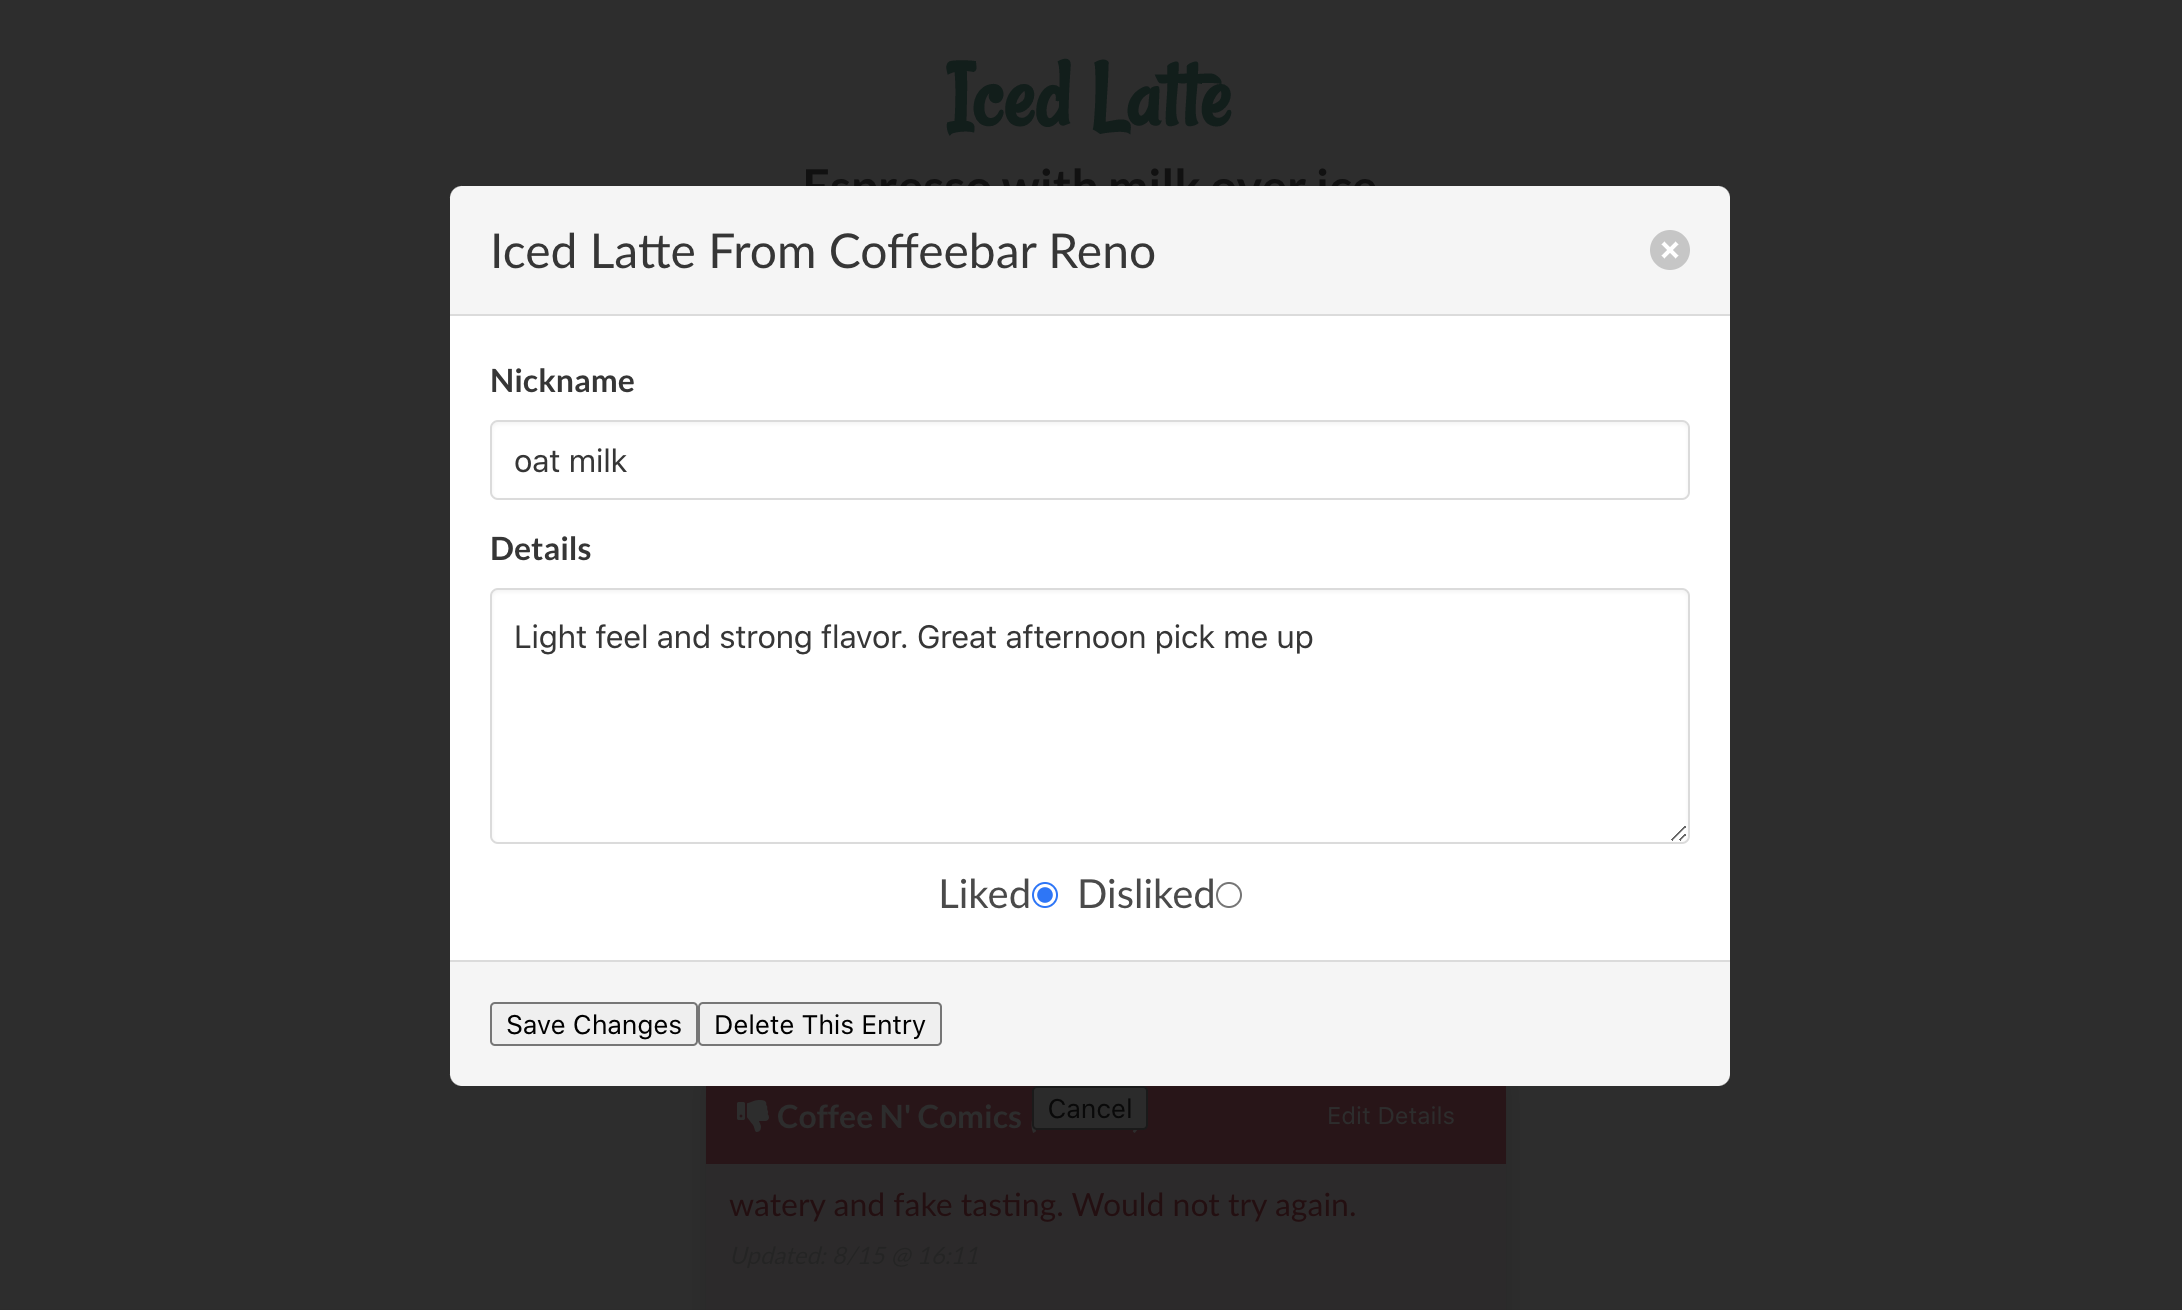 Iced Latte
Espresso with milk over ice
Iced Latte From Coffeebar Reno
Nickname
oat milk
Details
Light feel and strong flavor. Great afternoon pick me up
Liked Disliked
Save Changes Delete This Entry
Coffee N' Comics Cancel Edit Details
watery and fake tasting. Would not try again.
Updated: 8/15 @ 16:11